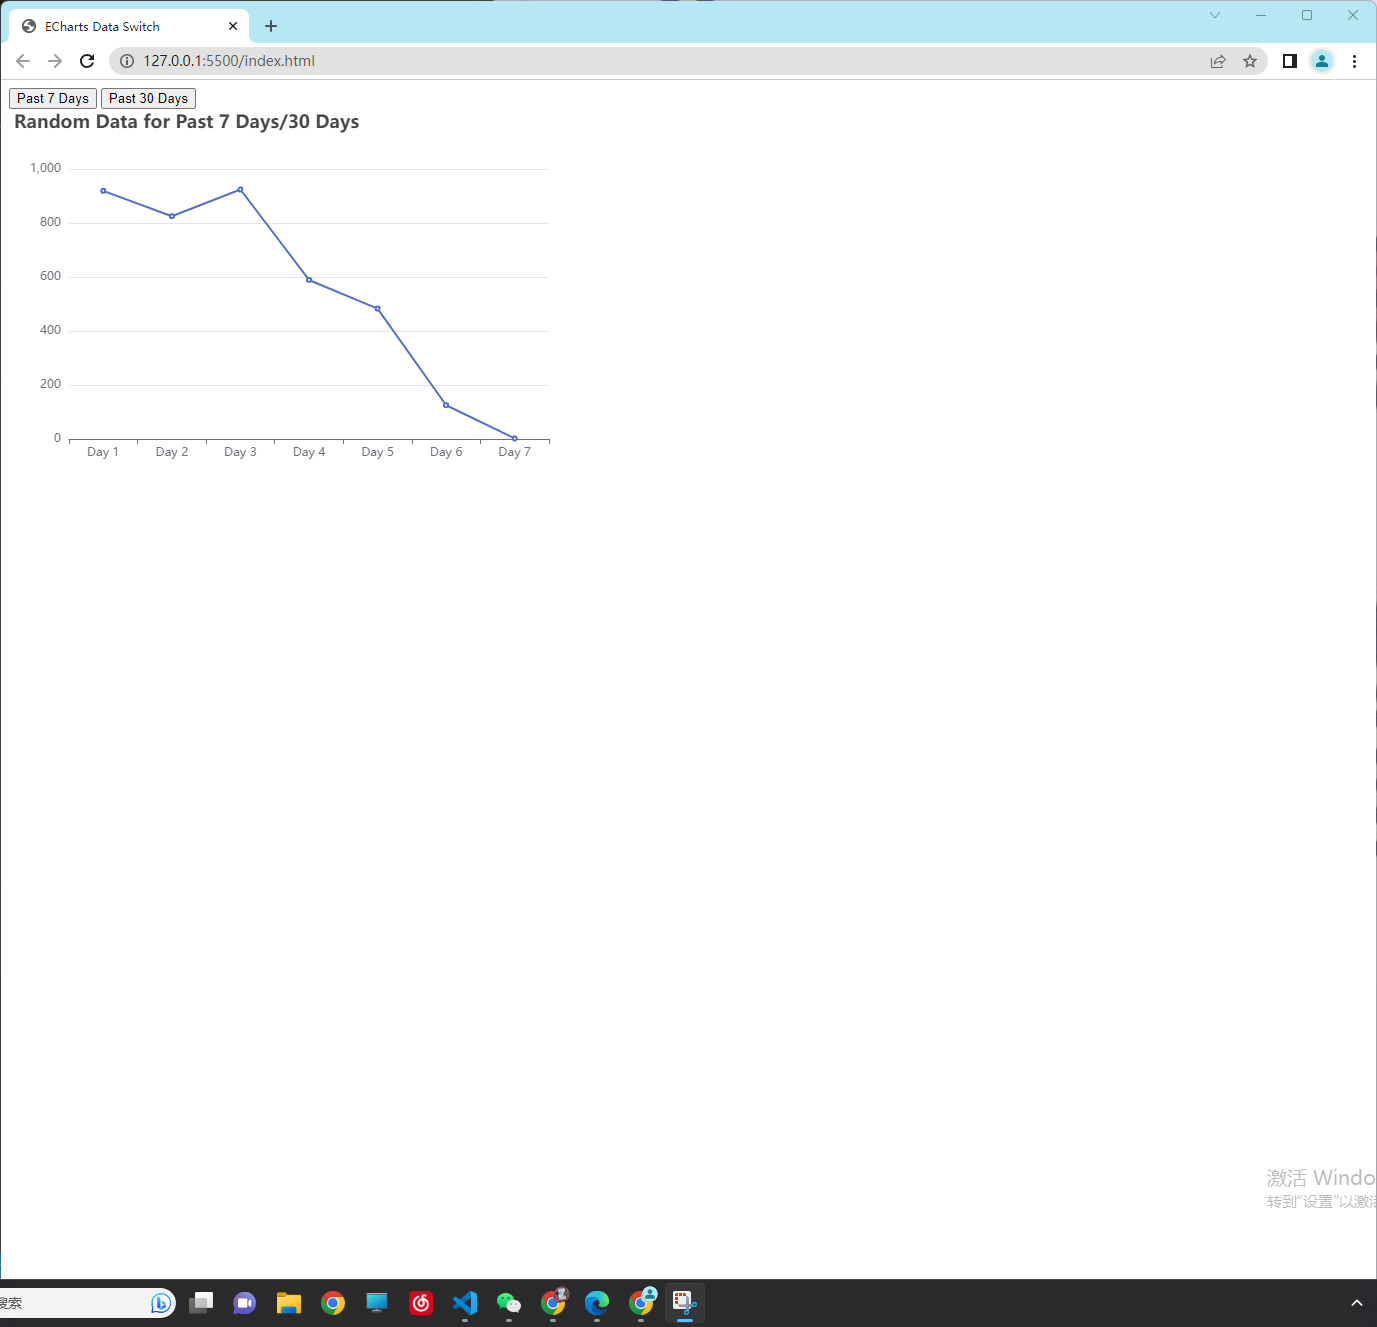 ECharts Data Switch
127.0.0.1:5500/index.html
Past 7 Days Past 30 Days
Random Data for Past 7 Days/30 Days
1,000
800
600
400
200
0
Day 1 Day 2 Day 3 Day 4 Day 5 Day 6 Day 7
激活 Windo
转到“设置”以激活
搜索